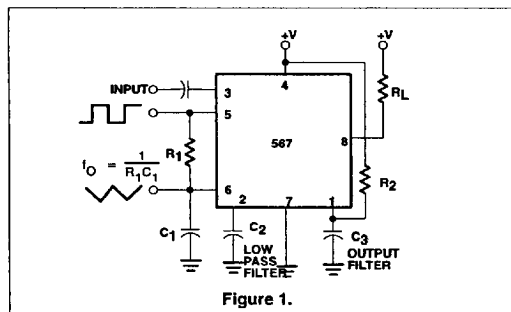 +V
+V
INPUT
3
4
5
R1
567
8
RL
fO = 1/R1C1
6
2
7
1
R2
C1
C2
C3
LOW
PASS
FILTER
OUTPUT
FILTER
Figure 1.